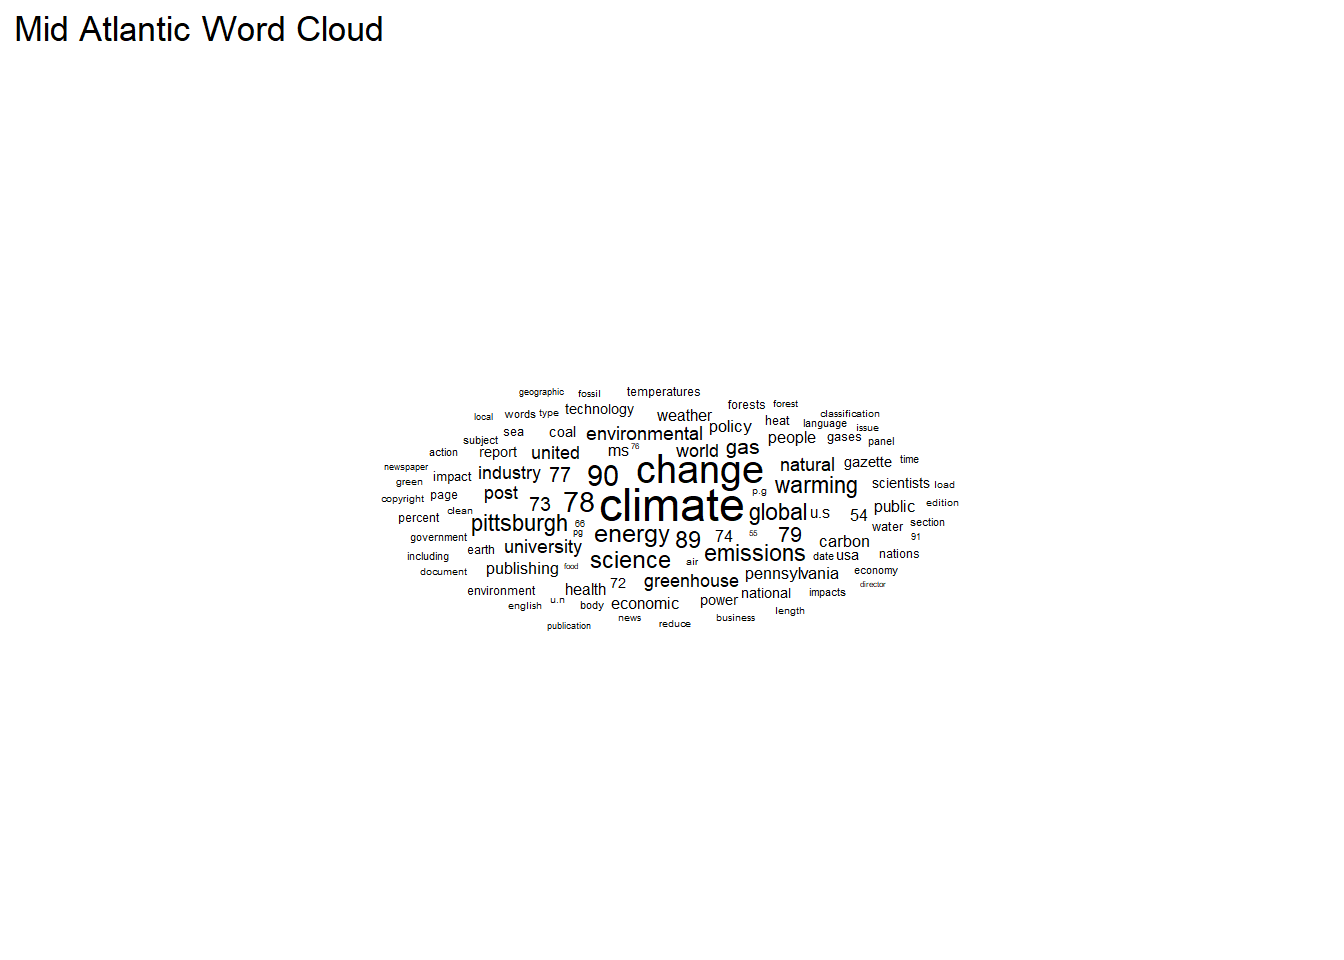 Mid Atlantic Word Cloud
geographic fossil temperatures
local words type technology weather forests forest classification
subject sea coal environmental policy heat language issue
action report united ms 76 world gas people gases panel
newspaper green impact industry 77 90 change natural gazette time
copyright page post 73 78 climate p.g warming scientists load
percent clean pittsburgh 66 global u.s 54 public edition
government pg energy 89 74 55 79 carbon water section 91
including earth university science air emissions date usa nations
document publishing food greenhouse pennsylvania economy
environment health 72 national impacts director
english u.n body economic power length
publication news reduce business